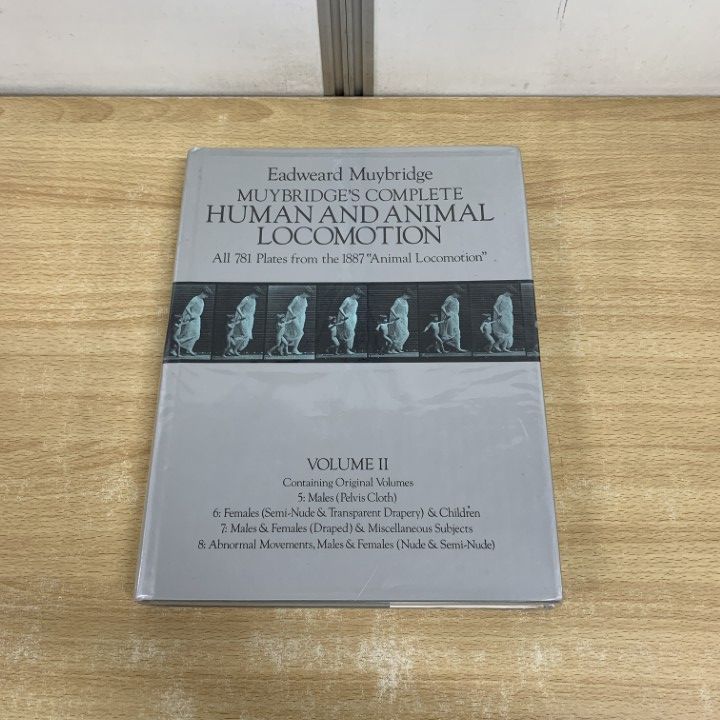 Eadweard Muybridge
MUYBRIDGE'S COMPLETE
HUMAN AND ANIMAL
LOCOMOTION
All 781 Plates from the 1887 "Animal Locomotion"
VOLUME II
Containing Original Volumes
5: Males (Pelvis Cloth)
6: Females (Semi-Nude & Transparent Drapery) & Children
7: Males & Females (Draped) & Miscellaneous Subjects
8: Abnormal Movements, Males & Females (Nude & Semi-Nude)